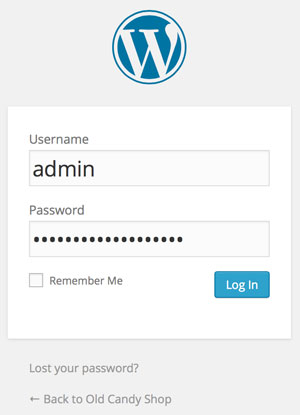 Username
admin
Password
•••••••••••••••••••
Remember Me
Log In
Lost your password?
← Back to Old Candy Shop